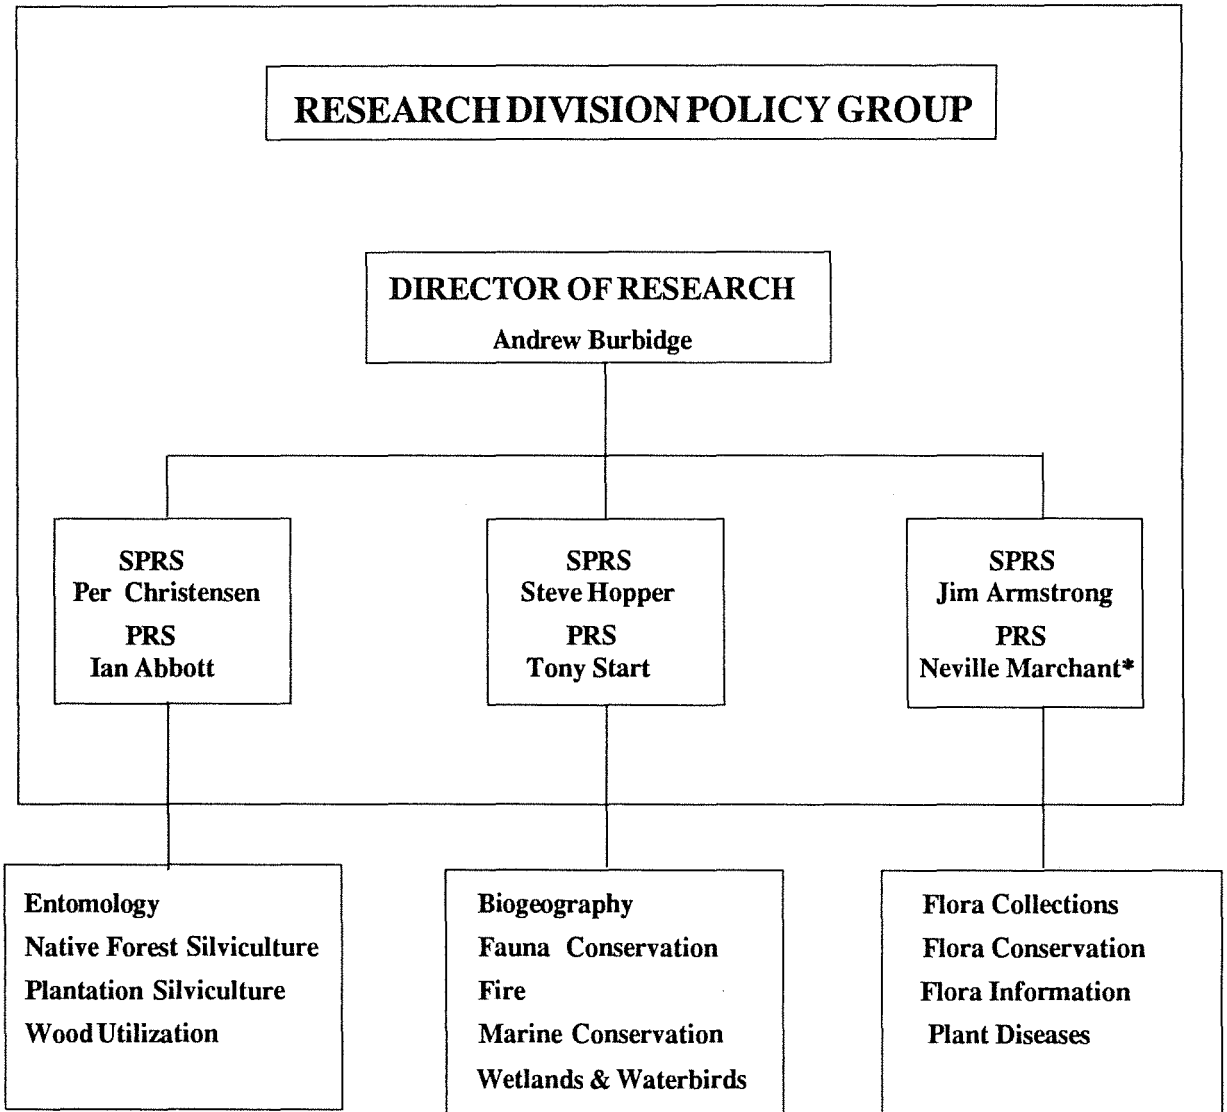 RESEARCH DIVISION POLICY GROUP
DIRECTOR OF RESEARCH
Andrew Burbidge
SPRS
Per Christensen
PRS
Ian Abbott
SPRS
Steve Hopper
PRS
Tony Start
SPRS
Jim Armstrong
PRS
Neville Marchant*
Entomology
Native Forest Silviculture
Plantation Silviculture
Wood Utilization
Biogeography
Fauna Conservation
Fire
Marine Conservation
Wetlands & Waterbirds
Flora Collections
Flora Conservation
Flora Information
Plant Diseases